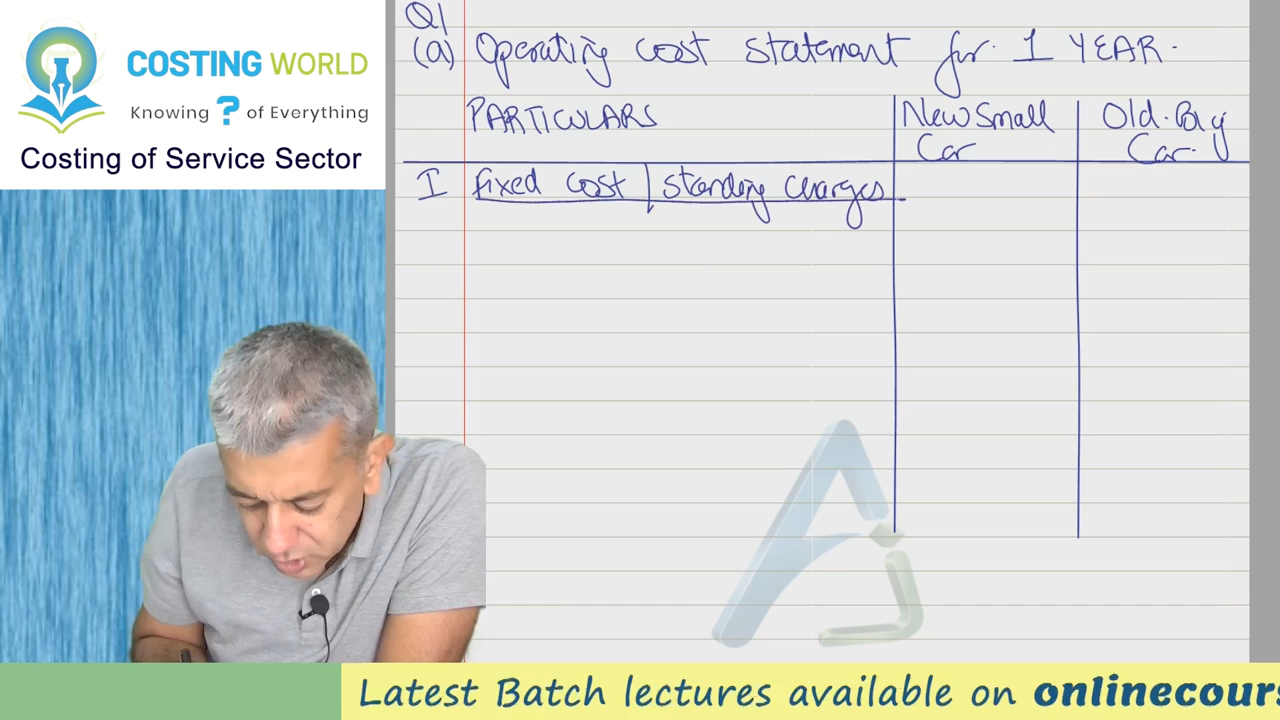 COSTING WORLD
Knowing ? of Everything
Costing of Service Sector
Q1
(a) Operating cost statement for 1 YEAR.
PARTICULARS
New Small Car
Old Big Car.
I Fixed cost | standing charges
Latest Batch lectures available on onlinecours